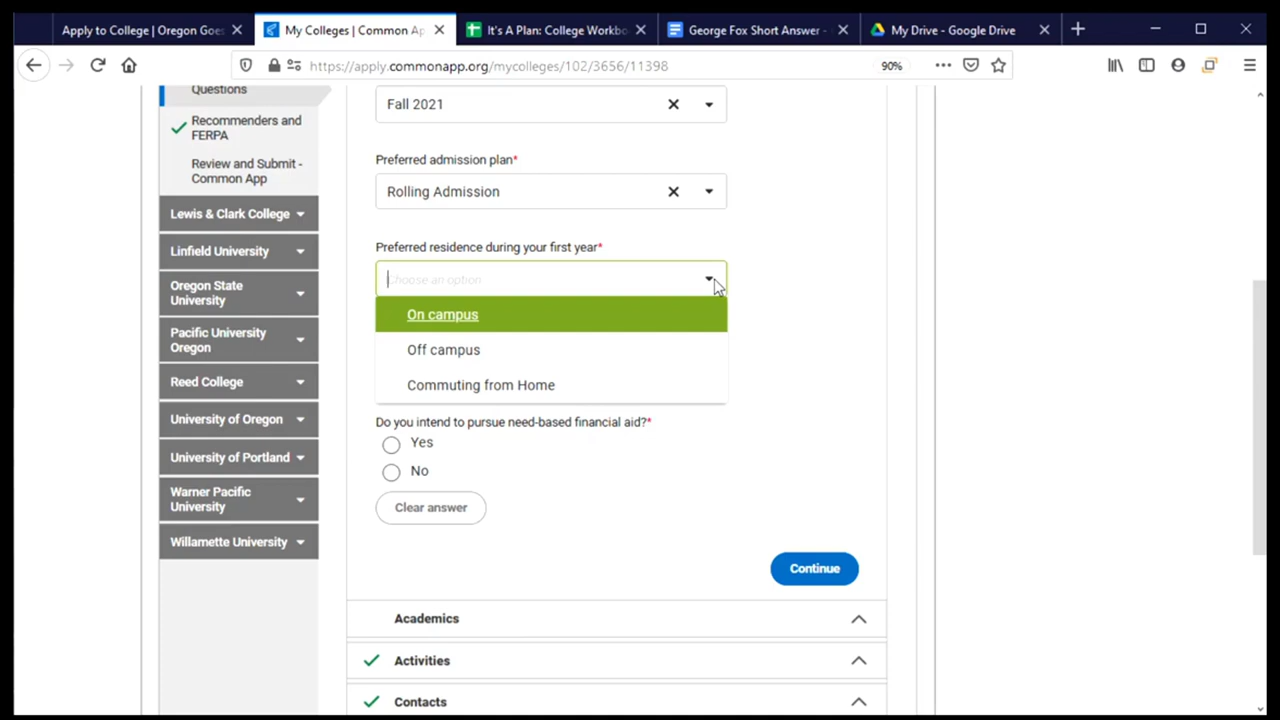 Apply to College | Oregon Goes
My Colleges | Common Ap
It's A Plan: College Workbo
George Fox Short Answer -
My Drive - Google Drive
https://apply.commonapp.org/mycolleges/102/3656/11398
90%
Questions
Recommenders and
FERPA
Review and Submit -
Common App
Lewis & Clark College
Linfield University
Oregon State
University
Pacific University
Oregon
Reed College
University of Oregon
University of Portland
Warner Pacific
University
Willamette University
Fall 2021
Preferred admission plan*
Rolling Admission
Preferred residence during your first year*
Choose an option
On campus
Off campus
Commuting from Home
Do you intend to pursue need-based financial aid?*
Yes
No
Clear answer
Continue
Academics
Activities
Contacts